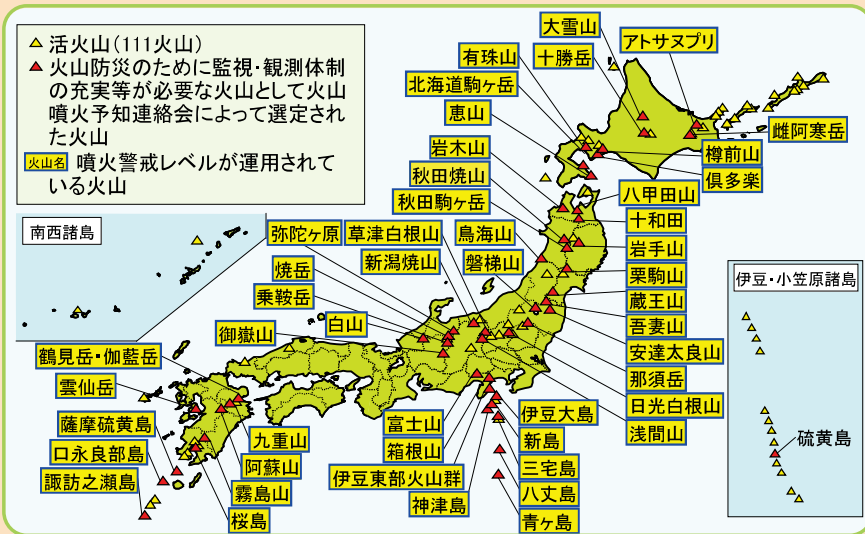 活火山(111火山)
火山防災のために監視・観測体制
の充実等が必要な火山として火山
噴火予知連絡会によって選定され
た火山
火山名 噴火警戒レベルが運用されて
いる火山
大雪山
アトサヌプリ
有珠山
十勝岳
北海道駒ヶ岳
恵山
雌阿寒岳
樽前山
倶多楽
岩木山
秋田焼山
八甲田山
秋田駒ヶ岳
十和田
南西諸島
弥陀ヶ原
草津白根山
鳥海山
岩手山
新潟焼山
磐梯山
焼岳
栗駒山
伊豆・小笠原諸島
乗鞍岳
蔵王山
白山
吾妻山
御嶽山
安達太良山
鶴見岳・伽藍岳
那須岳
雲仙岳
日光白根山
薩摩硫黄島
富士山
伊豆大島
浅間山
硫黄島
九重山
箱根山
新島
口永良部島
阿蘇山
伊豆東部火山群
三宅島
諏訪之瀬島
霧島山
神津島
八丈島
桜島
青ヶ島